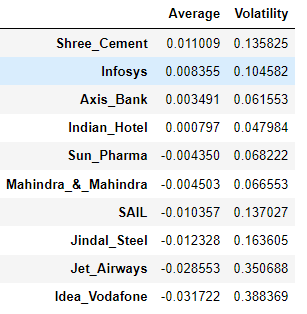 Average Volatility
Shree_Cement 0.011009 0.135825
Infosys 0.008355 0.104582
Axis_Bank 0.003491 0.061553
Indian_Hotel 0.000797 0.047984
Sun_Pharma -0.004350 0.068222
Mahindra_&_Mahindra -0.004503 0.066553
SAIL -0.010357 0.137027
Jindal_Steel -0.012328 0.163605
Jet_Airways -0.028553 0.350688
Idea_Vodafone -0.031722 0.388369